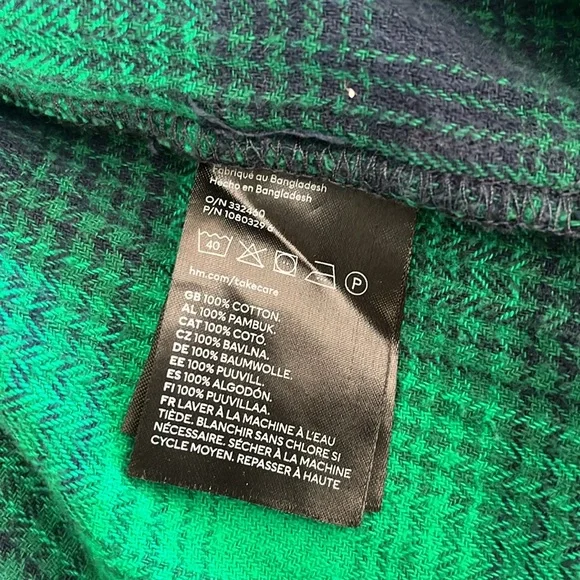 Fabriqué au Bangladesh
Hecho en Bangladesh
O/N 332460
P/N 1080329 6
40
P
hm.com/takecare
GB 100% COTTON.
AL 100% PAMBUK.
CAT 100% COTÓ.
CZ 100% BAVLNA.
DE 100% BAUMWOLLE.
EE 100% PUUVILL.
ES 100% ALGODÓN.
FI 100% PUUVILLAA.
FR LAVER À LA MACHINE À L'EAU
TIÈDE. BLANCHIR SANS CHLORE SI
NÉCESSAIRE. SÉCHER À LA MACHINE
CYCLE MOYEN. REPASSER À HAUTE